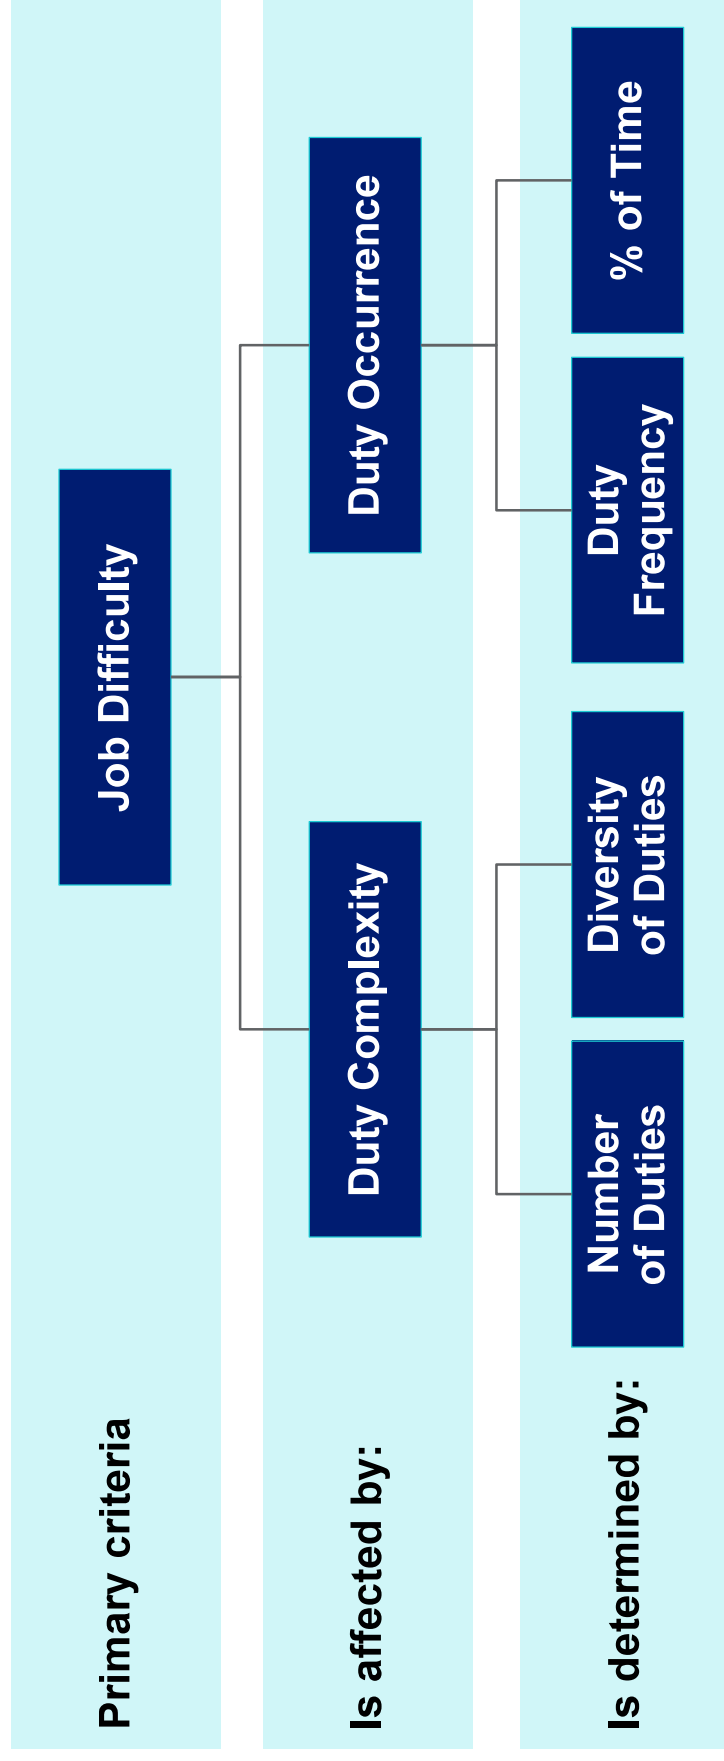 Primary criteria
Job Difficulty
Is affected by:
Duty Complexity
Duty Occurrence
Is determined by:
Number
of Duties
Diversity
of Duties
Duty
Frequency
% of Time